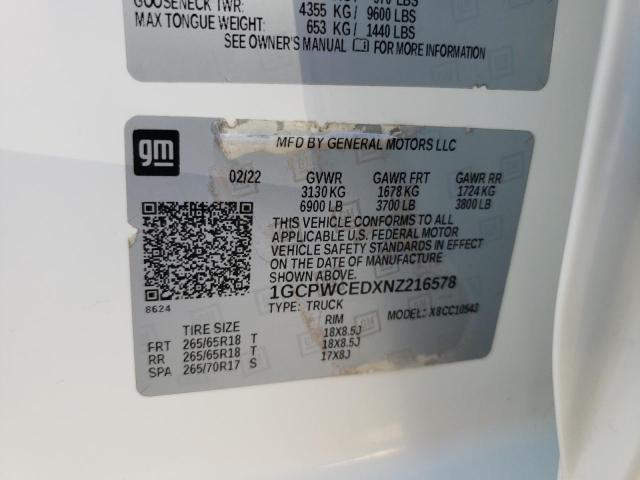 GOOSENECK TWR: 4355 KG / 9600 LBS
MAX TONGUE WEIGHT: 653 KG / 1440 LBS
SEE OWNER'S MANUAL FOR MORE INFORMATION
gm
MFD BY GENERAL MOTORS LLC
02/22 GVWR GAWR FRT GAWR RR
3130 KG 1678 KG 1724 KG
6900 LB 3700 LB 3800 LB
THIS VEHICLE CONFORMS TO ALL
APPLICABLE U.S. FEDERAL MOTOR
VEHICLE SAFETY STANDARDS IN EFFECT
ON THE DATE OF MANUFACTURE
SHOWN ABOVE.
1GCPWCEDXNZ216578
8624
TYPE: TRUCK MODEL: X8CC10543
TIRE SIZE RIM
FRT 265/65R18 T 18X8.5J
RR 265/65R18 T 18X8.5J
SPA 265/70R17 S 17X8J